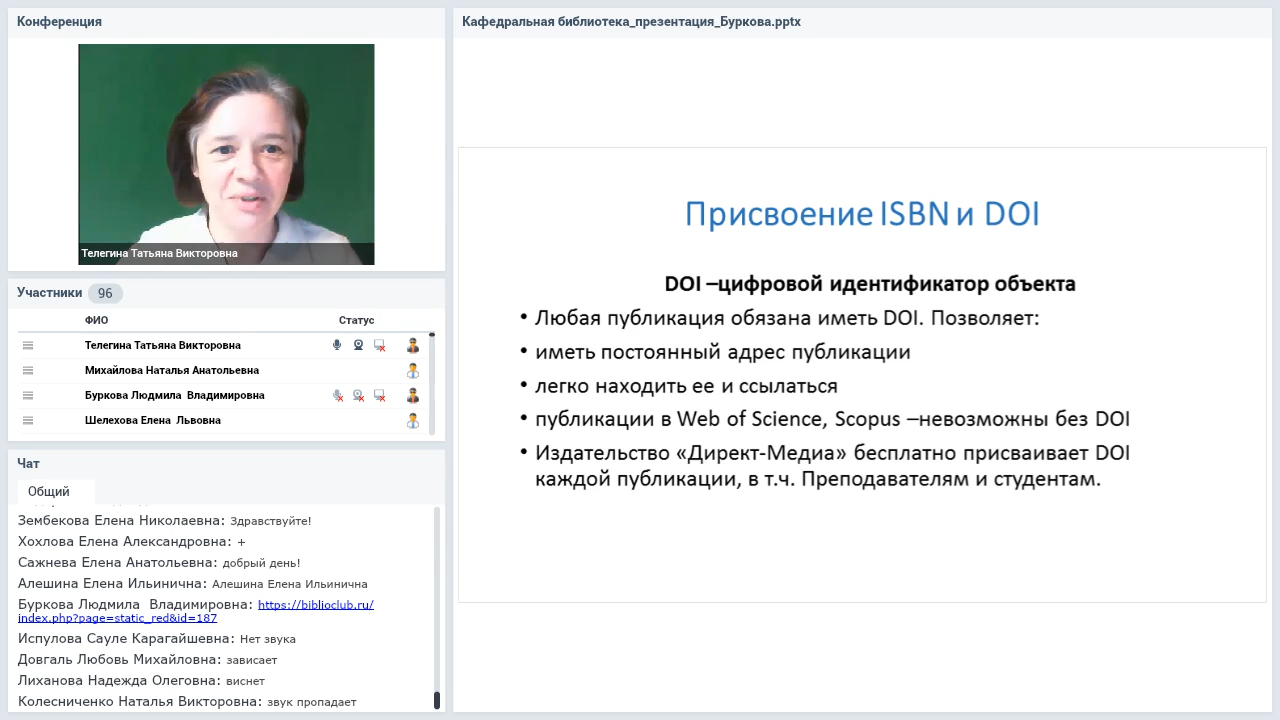 Конференция
Телегина Татьяна Викторовна
Участники 96
ФИО Статус
Телегина Татьяна Викторовна
Михайлова Наталья Анатольевна
Буркова Людмила  Владимировна
Шелехова Елена  Львовна
Чат
Общий
Зембекова Елена Николаевна: Здравствуйте!
Хохлова Елена Александровна: +
Сажнева Елена Анатольевна: добрый день!
Алешина Елена Ильинична: Алешина Елена Ильинична
Буркова Людмила  Владимировна: https://biblioclub.ru/
index.php?page=static_red&id=187
Испулова Сауле Карагайшевна: Нет звука
Довгаль Любовь Михайловна: зависает
Лиханова Надежда Олеговна: виснет
Колесниченко Наталья Викторовна: звук пропадает
Кафедральная библиотека_презентация_Буркова.pptx
Присвоение ISBN и DOI
DOI –цифровой идентификатор объекта
• Любая публикация обязана иметь DOI. Позволяет:
• иметь постоянный адрес публикации
• легко находить ее и ссылаться
• публикации в Web of Science, Scopus –невозможны без DOI
• Издательство «Директ-Медиа» бесплатно присваивает DOI
каждой публикации, в т.ч. Преподавателям и студентам.